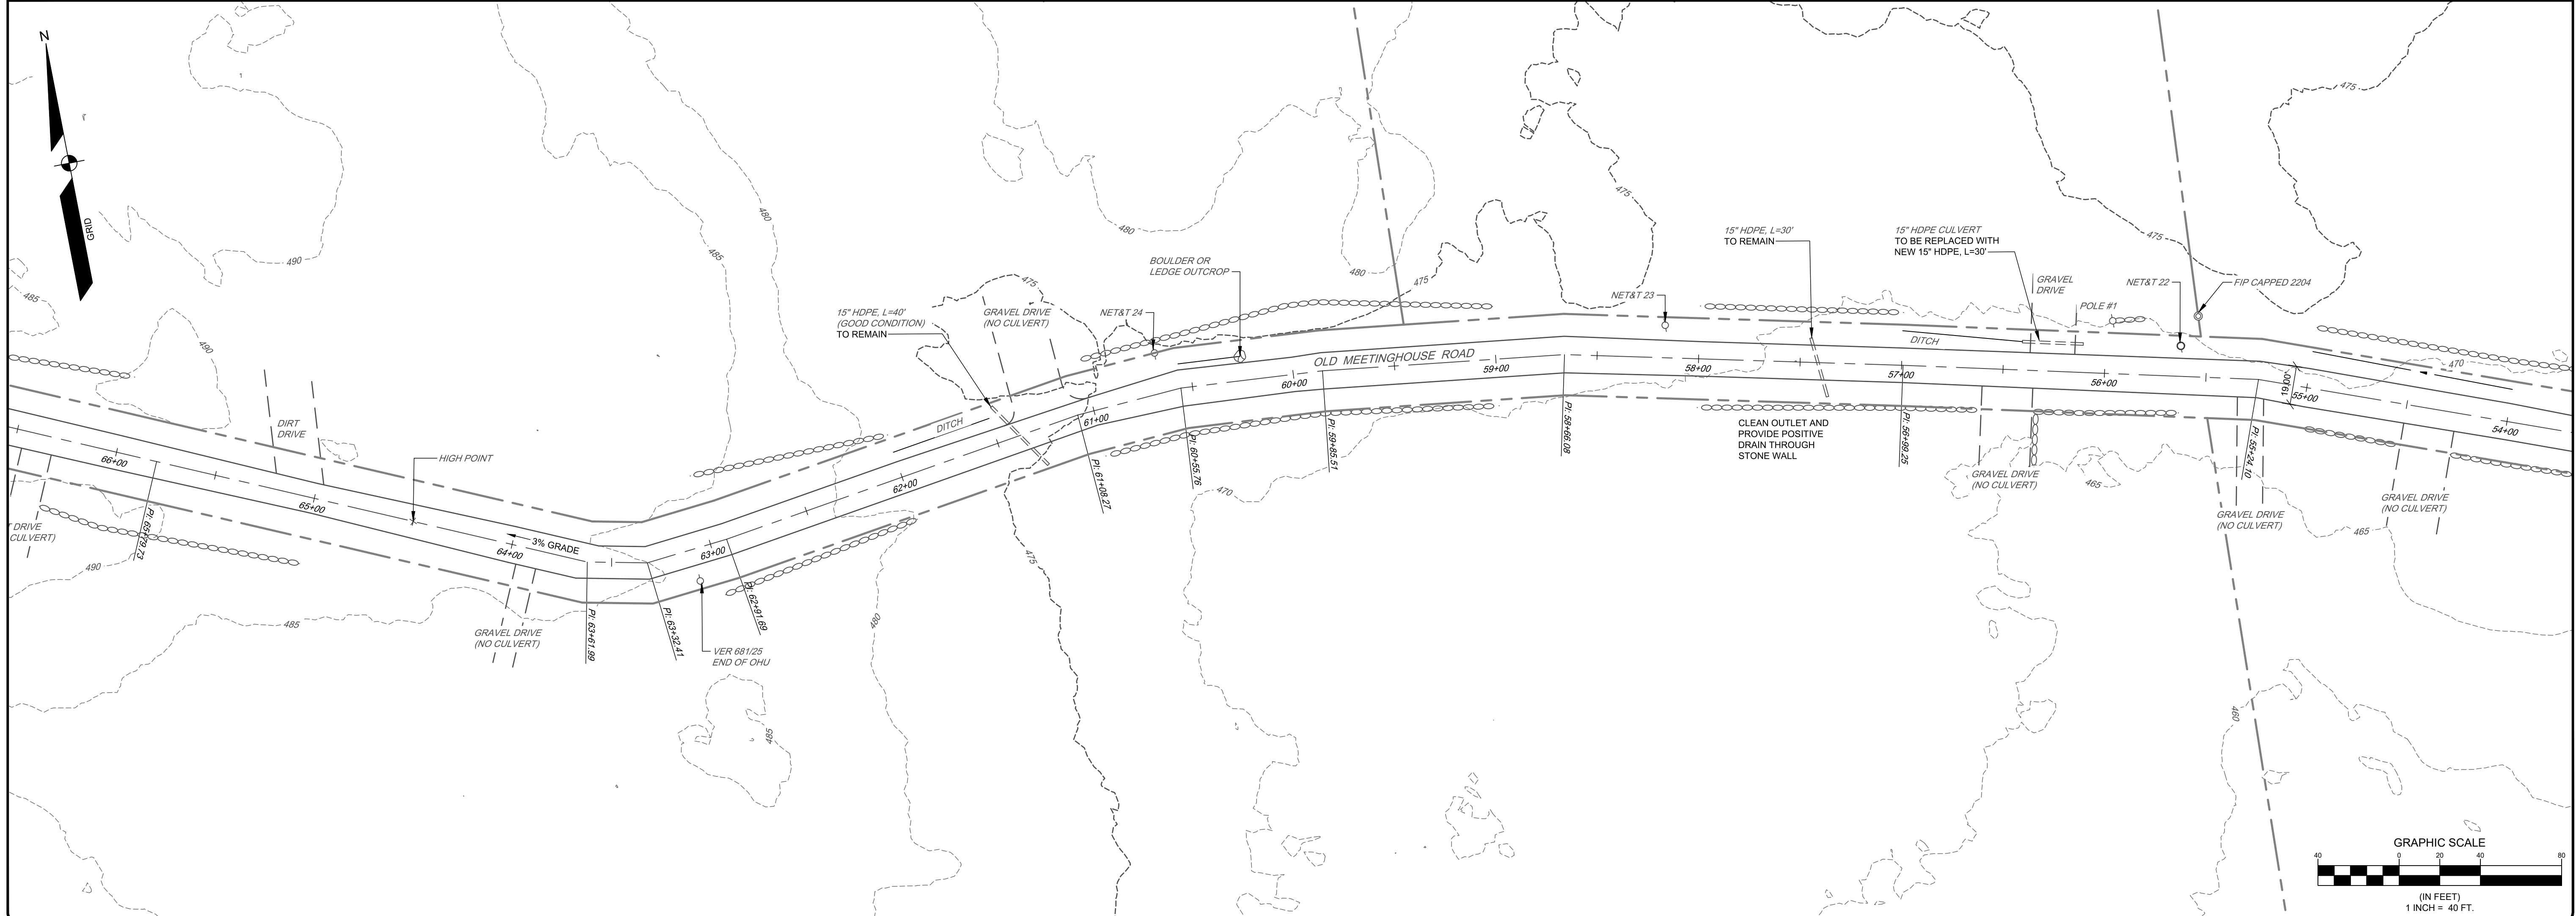 N
GRID
485
490
490
DIRT
DRIVE
66+00
HIGH POINT
65+00
PI: 65+79.73
T DRIVE
CULVERT)
490
485
3% GRADE
64+00
GRAVEL DRIVE
(NO CULVERT)
PI: 63+61.99
PI: 63+32.41
63+00
PI: 62+91.69
VER 681/25
END OF OHU
485
480
485
480
15" HDPE, L=40'
(GOOD CONDITION)
TO REMAIN
DITCH
62+00
475
GRAVEL DRIVE
(NO CULVERT)
61+00
PI: 61+08.27
475
NET&T 24
480
BOULDER OR
LEDGE OUTCROP
PI: 60+55.76
470
60+00
PI: 59+85.51
OLD MEETINGHOUSE ROAD
480
475
59+00
PI: 58+66.08
475
NET&T 23
58+00
15" HDPE, L=30'
TO REMAIN
CLEAN OUTLET AND
PROVIDE POSITIVE
DRAIN THROUGH
STONE WALL
57+00
PI: 56+99.25
DITCH
15" HDPE CULVERT
TO BE REPLACED WITH
NEW 15" HDPE, L=30'
GRAVEL
DRIVE
POLE #1
56+00
GRAVEL DRIVE
(NO CULVERT)
465
475
NET&T 22
FIP CAPPED 2204
475
470
19.00'
55+00
PI: 55+24.10
GRAVEL DRIVE
(NO CULVERT)
54+00
GRAVEL DRIVE
(NO CULVERT)
465
460
GRAPHIC SCALE
40 0 20 40 80
(IN FEET)
1 INCH = 40 FT.